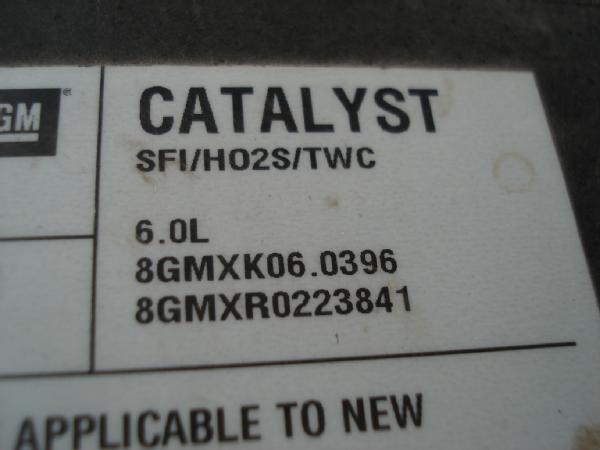 GM®
CATALYST
SFI/HO2S/TWC
6.0L
8GMXK06.0396
8GMXR0223841
APPLICABLE TO NEW